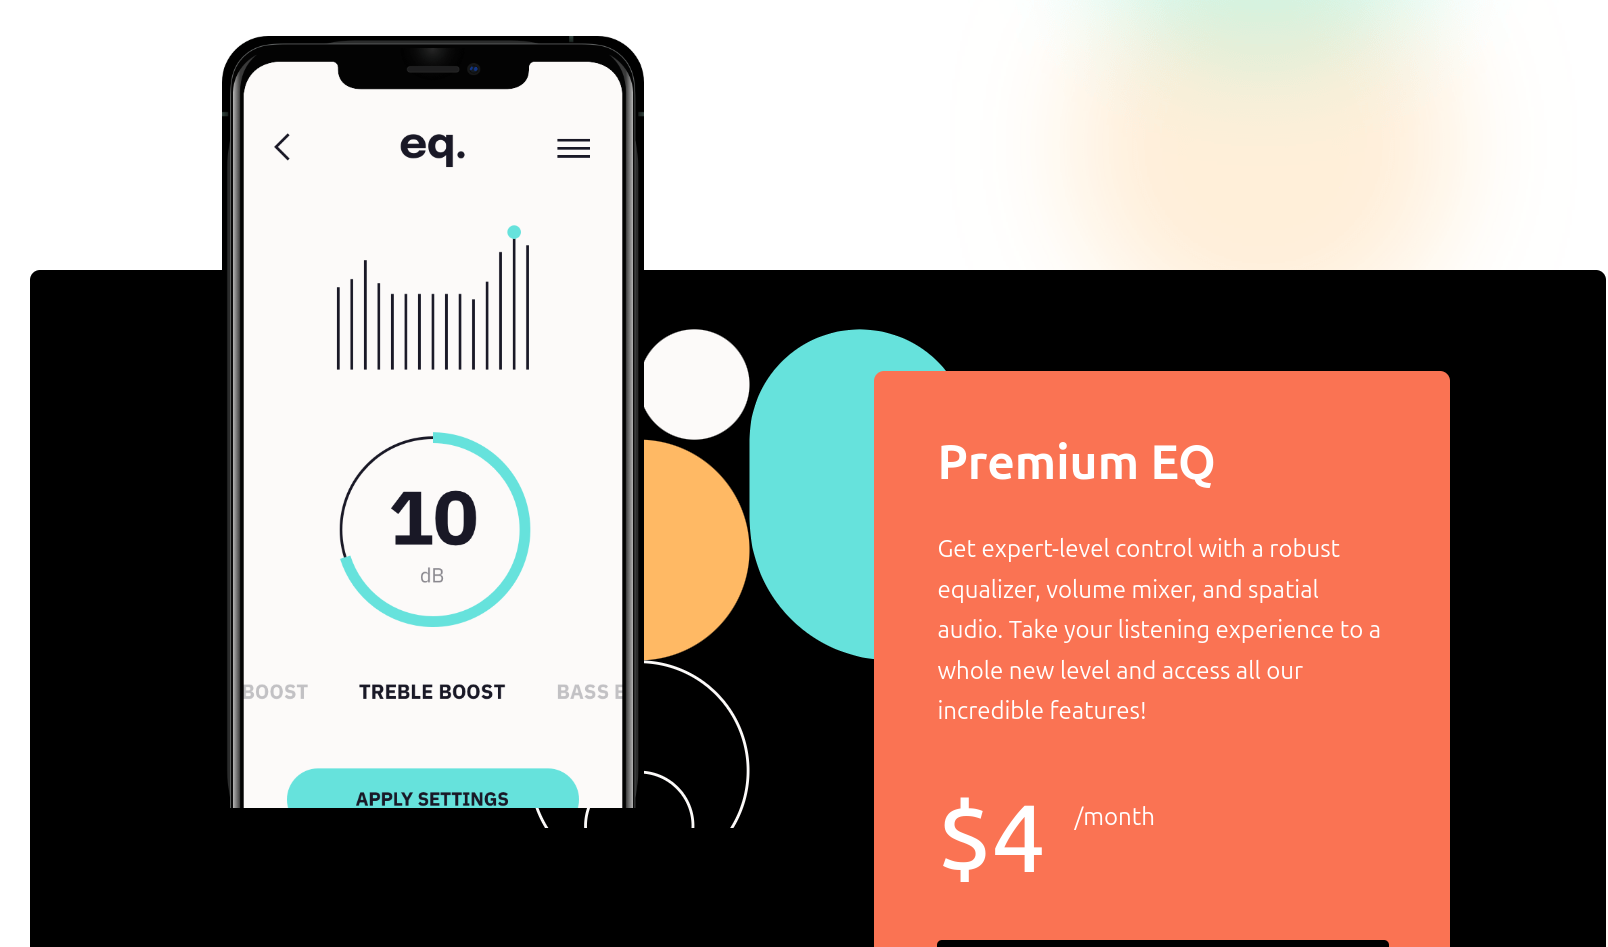 eq.
10
dB
BOOST TREBLE BOOST BASS
APPLY SETTINGS
Premium EQ
Get expert-level control with a robust
equalizer, volume mixer, and spatial
audio. Take your listening experience to a
whole new level and access all our
incredible features!
$4 /month